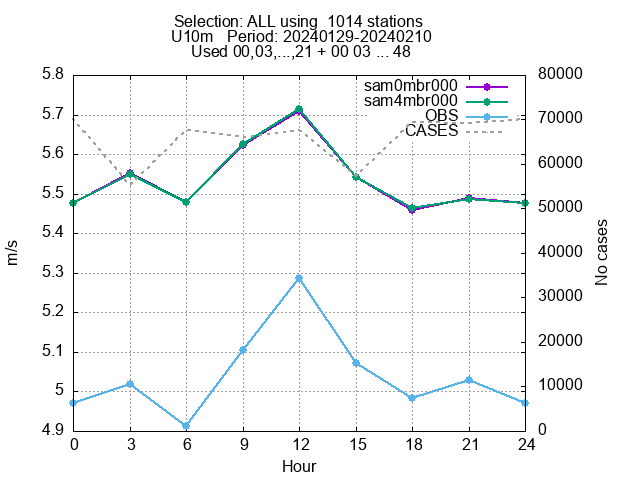 Selection: ALL using  1014 stations
U10m   Period: 20240129-20240210
Used 00,03,...,21 + 00 03 ... 48
5.8
5.7
5.6
5.5
5.4
5.3
5.2
5.1
5
4.9
m/s
sam0mbr000
sam4mbr000
OBS
CASES
80000
70000
60000
50000
40000
30000
20000
10000
0
No cases
0 3 6 9 12 15 18 21 24
Hour